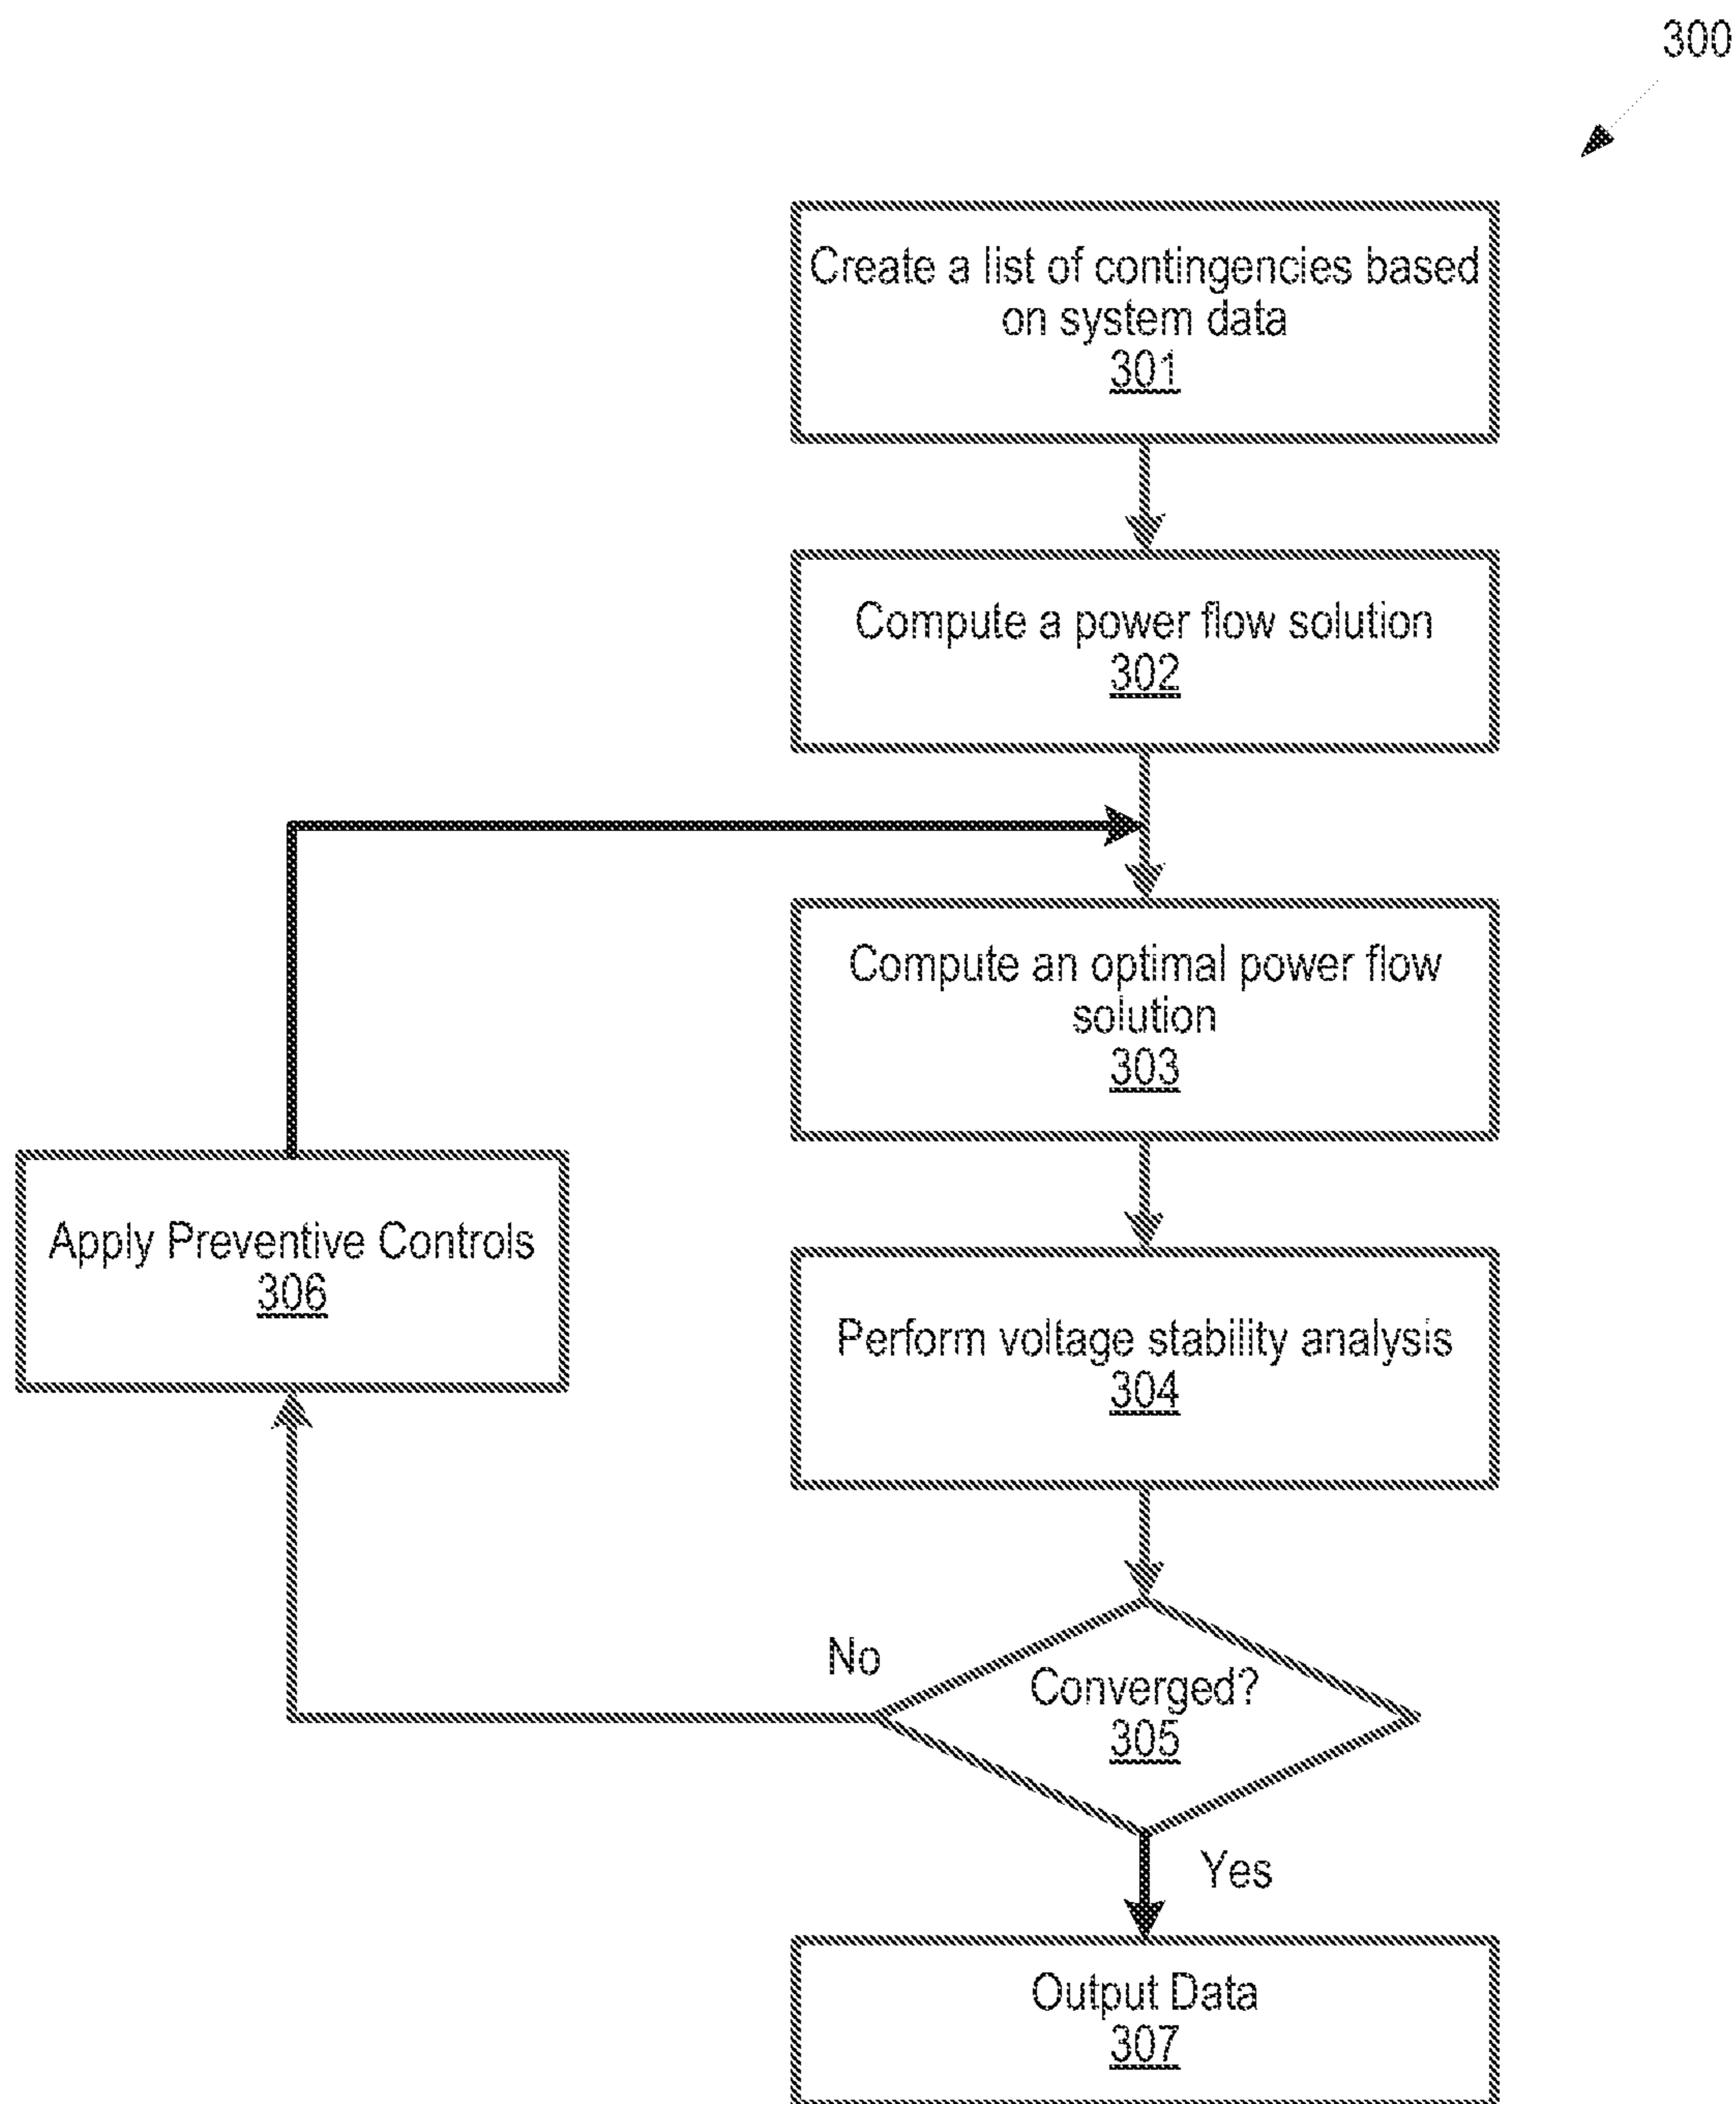 300
Create a list of contingencies based
on system data
301
Compute a power flow solution
302
Compute an optimal power flow
solution
303
Apply Preventive Controls
306
Perform voltage stability analysis
304
No
Converged?
305
Yes
Output Data
307